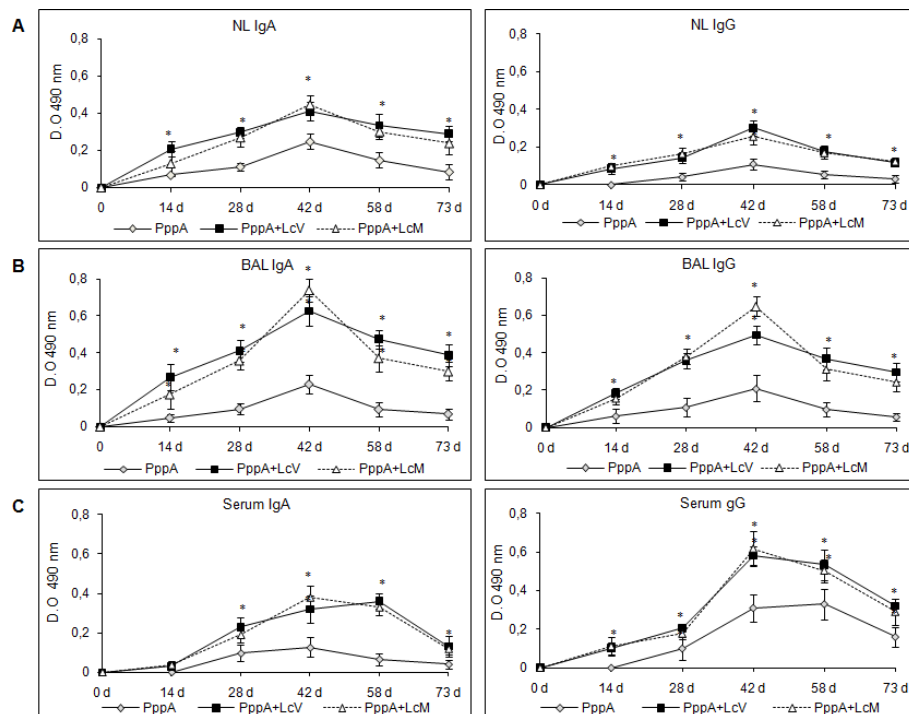 A
NL IgA
NL IgG
D.O 490 nm
0,8
0,6
0,4
0,2
0
* * * * *
0 14 d 28 d 42 d 58 d 73 d
PppA PppA+LcV PppA+LcM
D.O 490 nm
0,8
0,6
0,4
0,2
0
* * * * *
0 d 14 d 28 d 42 d 58 d 73 d
PppA PppA+LcV PppA+LcM
B
BAL IgA
BAL IgG
D.O 490 nm
0,8
0,6
0,4
0,2
0
* * * * *
0 d 14 d 28 d 42 d 58 d 73 d
PppA PppA+LcV PppA+LcM
D.O 490 nm
0,8
0,6
0,4
0,2
0
* * * * *
0 d 14 d 28 d 42 d 58 d 73 d
PppA PppA+LcV PppA+LcM
C
Serum IgA
Serum gG
D.O 490 nm
0,8
0,6
0,4
0,2
0
* * * *
0 d 14 d 28 d 42 d 58 d 73 d
PppA PppA+LcV PppA+LcM
D.O 490 nm
0,8
0,6
0,4
0,2
0
* * * * *
0 d 14 d 28 d 42 d 58 d 73 d
PppA PppA+LcV PppA+LcM